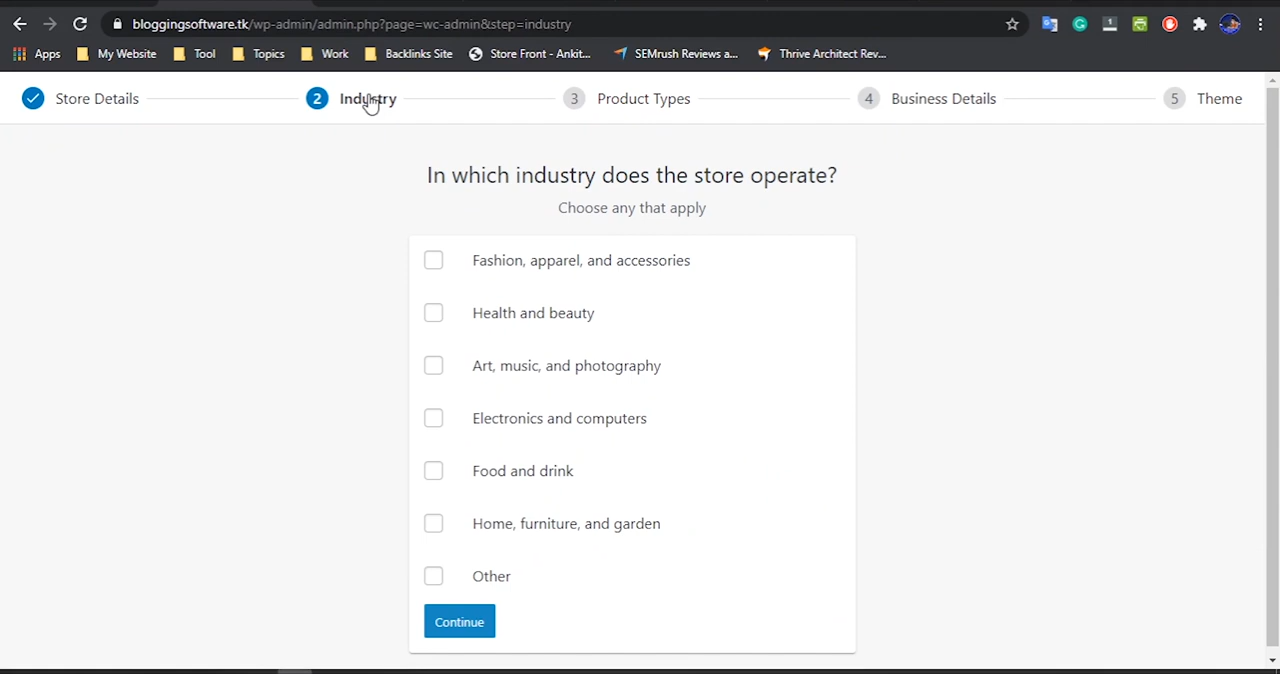 bloggingsoftware.tk/wp-admin/admin.php?page=wc-admin&step=industry
Apps My Website Tool Topics Work Backlinks Site Store Front - Ankit... SEMrush Reviews a... Thrive Architect Rev...
Store Details 2 Industry 3 Product Types 4 Business Details 5 Theme
In which industry does the store operate?
Choose any that apply
Fashion, apparel, and accessories
Health and beauty
Art, music, and photography
Electronics and computers
Food and drink
Home, furniture, and garden
Other
Continue